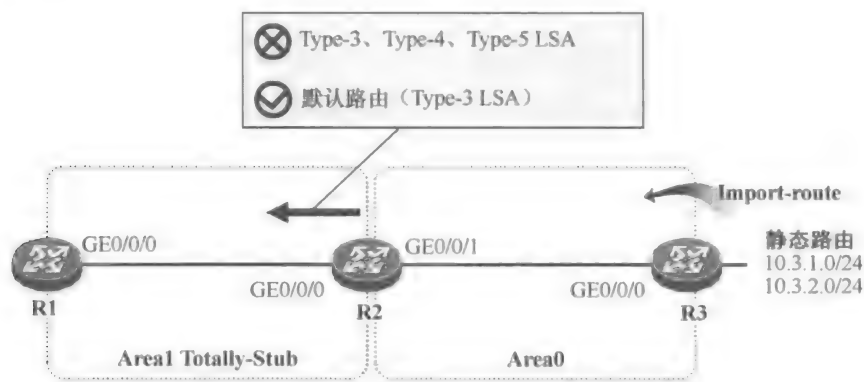 Type-3、Type-4、Type-5 LSA
默认路由（Type-3 LSA）
Import-route
GE0/0/0
GE0/0/1
静态路由
10.3.1.0/24
10.3.2.0/24
GE0/0/0
GE0/0/0
R1
R2
R3
Area1 Totally-Stub
Area0